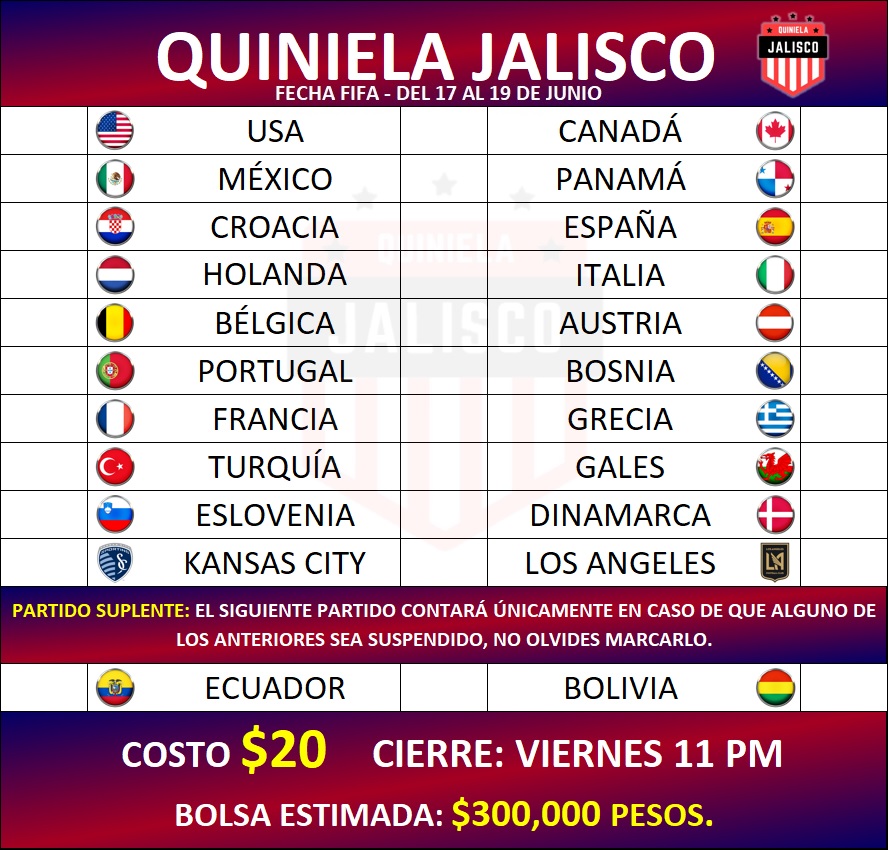 QUINIELA JALISCO
QUINIELA
JALISCO
FECHA FIFA - DEL 17 AL 19 DE JUNIO
USA CANADÁ
MÉXICO PANAMÁ
CROACIA ESPAÑA
QUINIELA
HOLANDA ITALIA
BÉLGICA AUSTRIA
JALISCO
PORTUGAL BOSNIA
FRANCIA GRECIA
TURQUÍA GALES
ESLOVENIA DINAMARCA
KANSAS CITY LOS ANGELES
PARTIDO SUPLENTE: EL SIGUIENTE PARTIDO CONTARÁ ÚNICAMENTE EN CASO DE QUE ALGUNO DE
LOS ANTERIORES SEA SUSPENDIDO, NO OLVIDES MARCARLO.
ECUADOR BOLIVIA
COSTO $20 CIERRE: VIERNES 11 PM
BOLSA ESTIMADA: $300,000 PESOS.